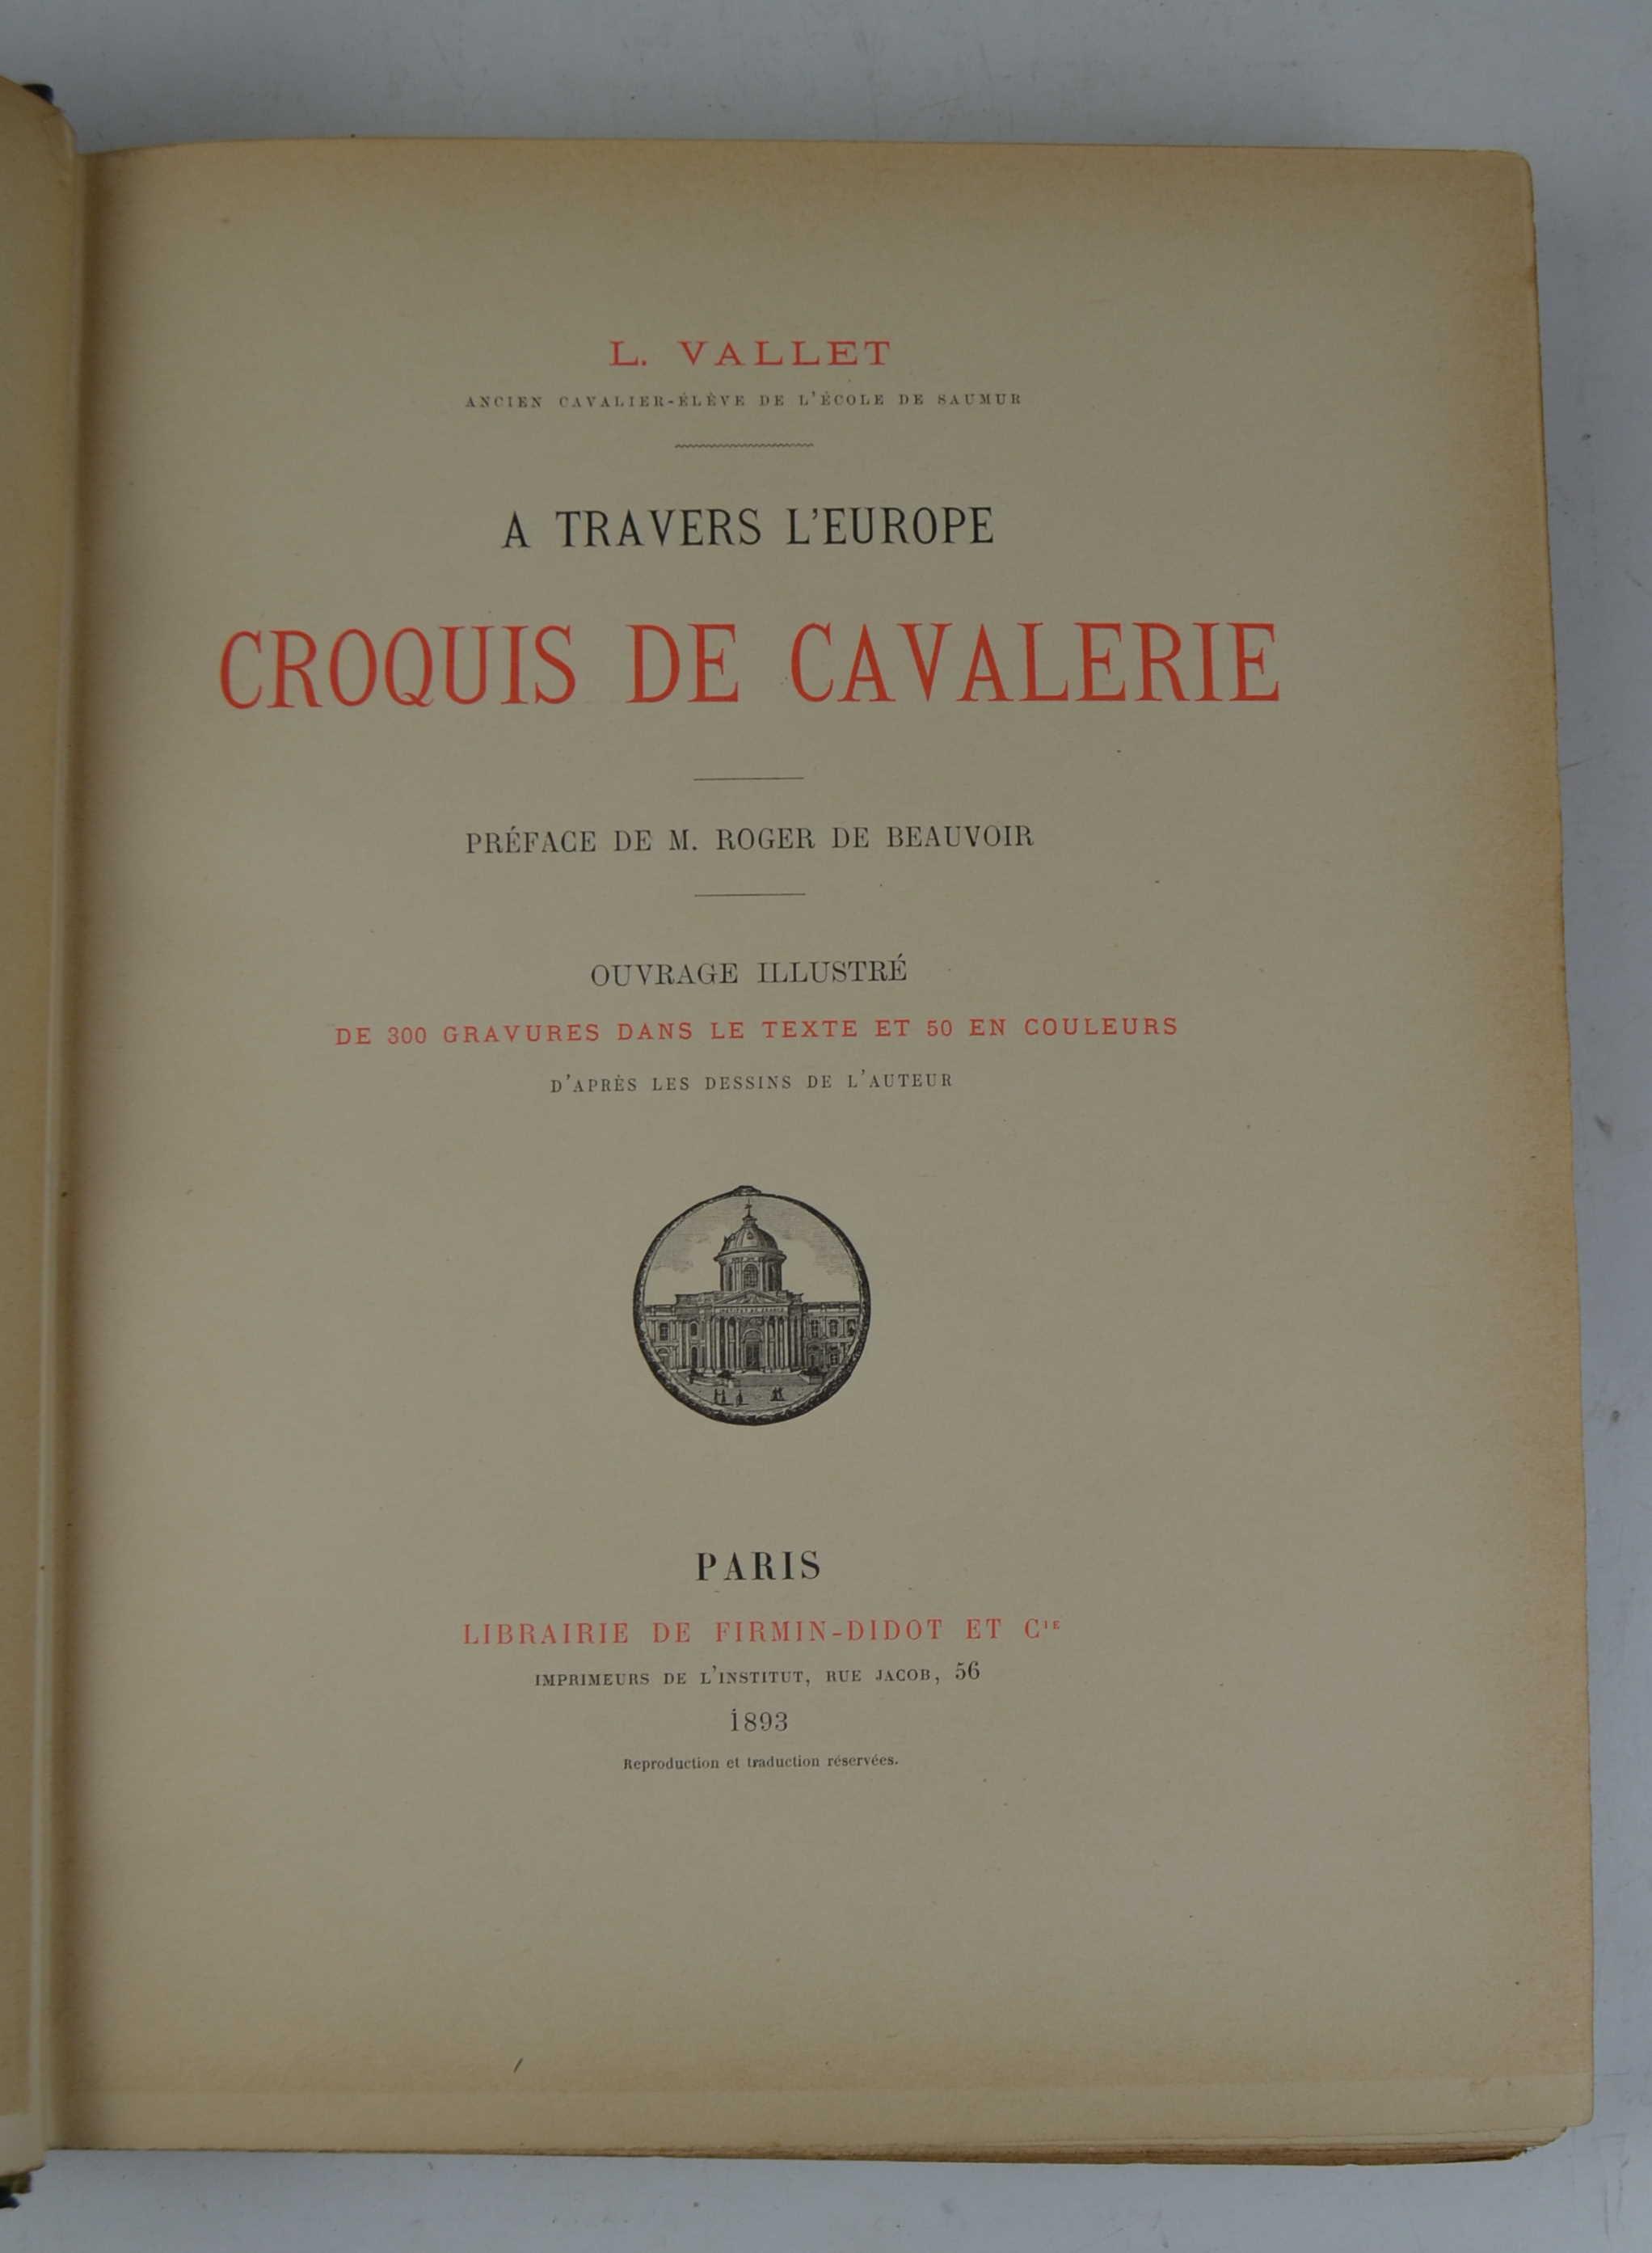 L. VALLET
ANCIEN CAVALIER-ÉLÈVE DE L'ÉCOLE DE SAUMUR
A TRAVERS L'EUROPE
CROQUIS DE CAVALERIE
PRÉFACE DE M. ROGER DE BEAUVOIR
OUVRAGE ILLUSTRÉ
DE 300 GRAVURES DANS LE TEXTE ET 50 EN COULEURS
D'APRÈS LES DESSINS DE L'AUTEUR
PARIS
LIBRAIRIE DE FIRMIN-DIDOT ET CIE
IMPRIMEURS DE L'INSTITUT, RUE JACOB, 56
1893
Reproduction et traduction réservées.